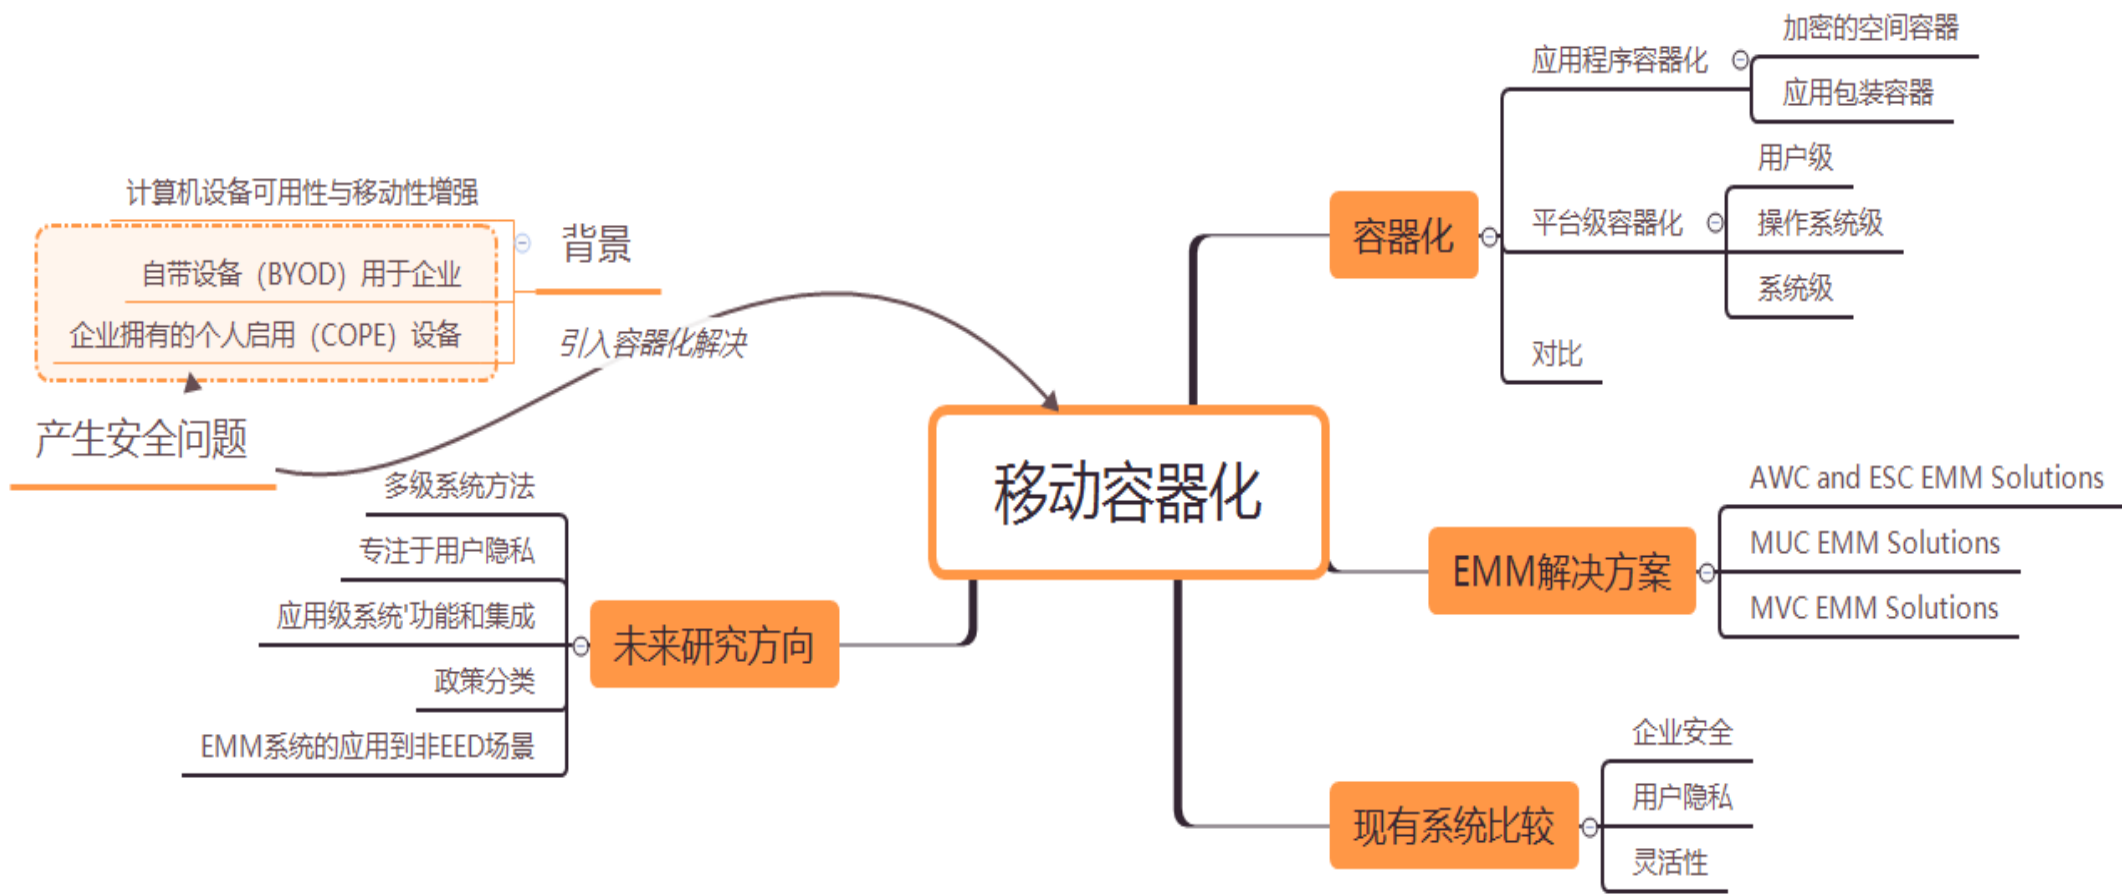 移动容器化
背景
计算机设备可用性与移动性增强
自带设备（BYOD）用于企业
企业拥有的个人启用（COPE）设备
产生安全问题
引入容器化解决
容器化
应用程序容器化
加密的空间容器
应用包装容器
平台级容器化
用户级
操作系统级
系统级
对比
EMM解决方案
AWC and ESC EMM Solutions
MUC EMM Solutions
MVC EMM Solutions
现有系统比较
企业安全
用户隐私
灵活性
未来研究方向
多级系统方法
专注于用户隐私
应用级系统'功能和集成
政策分类
EMM系统的应用到非EED场景